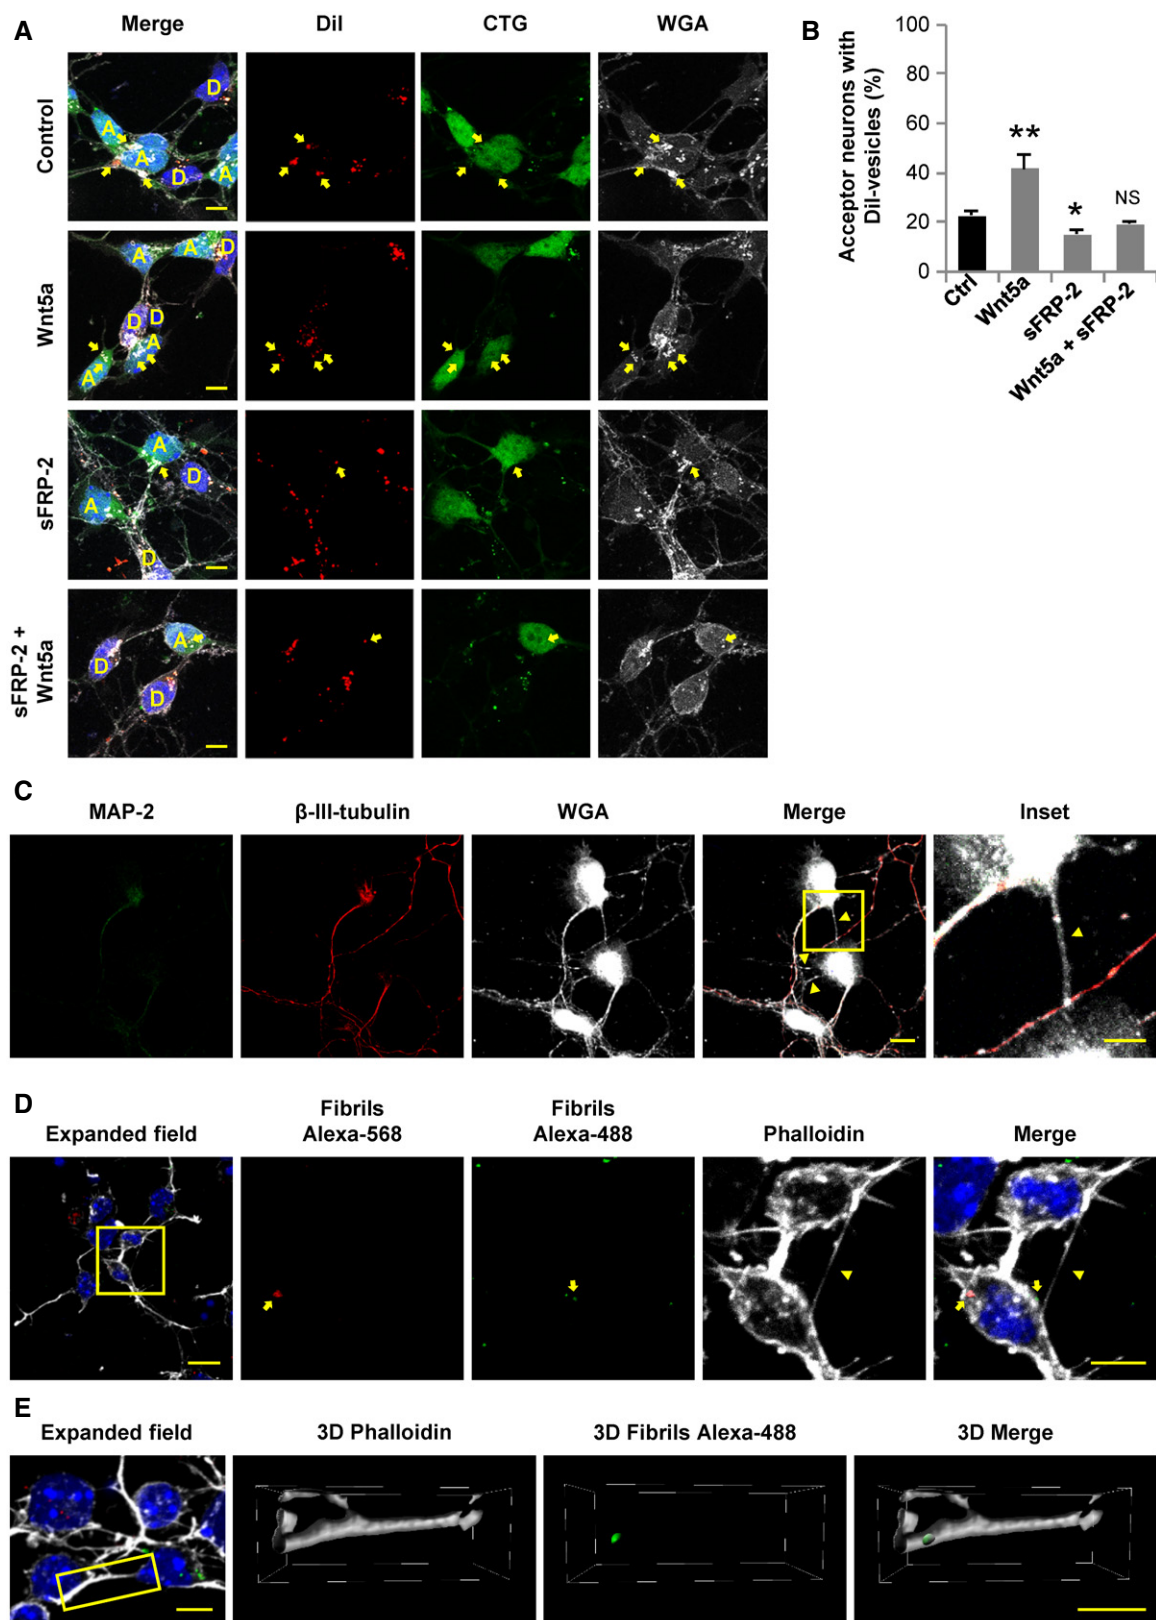 A
Merge
DiI
CTG
WGA
Control
D
A
A
D
A
Wnt5a
A
A
D
D
D
A
A
sFRP-2
A
D
A
D
sFRP-2 +
Wnt5a
A
D
D
B
Acceptor neurons with
DiI-vesicles (%)
100
80
60
40
20
0
**
*
NS
Ctrl
Wnt5a
sFRP-2
Wnt5a + sFRP-2
C
MAP-2
β-III-tubulin
WGA
Merge
Inset
D
Expanded field
Fibrils
Alexa-568
Fibrils
Alexa-488
Phalloidin
Merge
E
Expanded field
3D Phalloidin
3D Fibrils Alexa-488
3D Merge